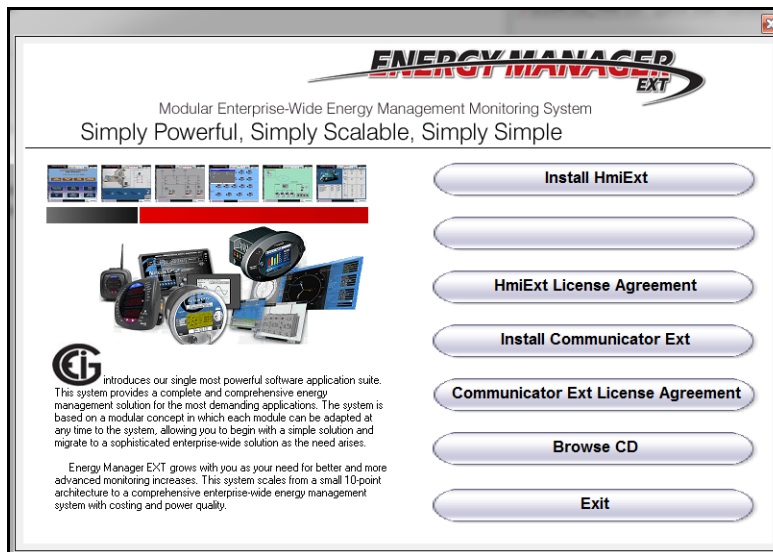 ENERGY MANAGER
EXT
Modular Enterprise-Wide Energy Management Monitoring System
Simply Powerful, Simply Scalable, Simply Simple
Install HmiExt
HmiExt License Agreement
Install Communicator Ext
Communicator Ext License Agreement
Browse CD
Exit
EIG introduces our single most powerful software application suite.
This system provides a complete and comprehensive energy
management solution for the most demanding applications. The system is
based on a modular concept in which each module can be adapted at
any time to the system, allowing you to begin with a simple solution and
migrate to a sophisticated enterprise-wide solution as the need arises.
Energy Manager EXT grows with you as your need for better and more
advanced monitoring increases. This system scales from a small 10-point
architecture to a comprehensive enterprise-wide energy management
system with costing and power quality.